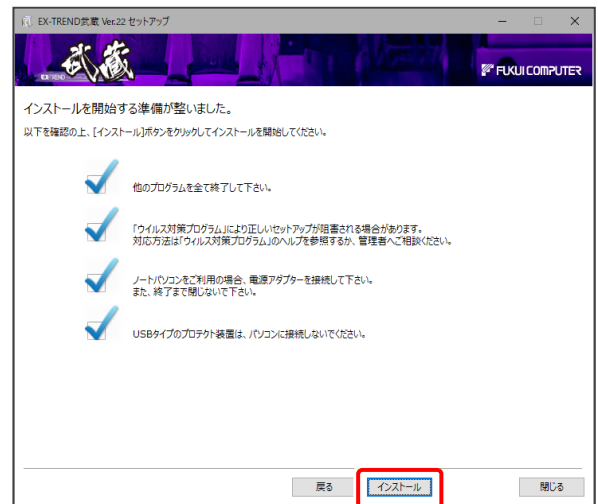 EX-TREND武蔵 Ver.22 セットアップ
EX-TREND 武蔵
FUKUI COMPUTER
インストールを開始する準備が整いました。
以下を確認の上、[インストール]ボタンをクリックしてインストールを開始してください。
他のプログラムを全て終了して下さい。
「ウイルス対策プログラム」により正しいセットアップが阻害される場合があります。
対応方法は「ウィルス対策プログラム」のヘルプを参照するか、管理者へご相談ください。
ノートパソコンをご利用の場合、電源アダプターを接続して下さい。
また、終了まで閉じないで下さい。
USBタイプのプロテクト装置は、パソコンに接続しないでください。
戻る
インストール
閉じる